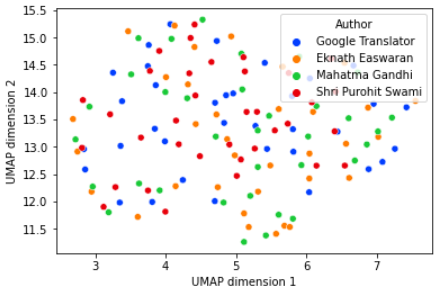 Author
Google Translator
Eknath Easwaran
Mahatma Gandhi
Shri Purohit Swami
UMAP dimension 2
15.5
15.0
14.5
14.0
13.5
13.0
12.5
12.0
11.5
3 4 5 6 7
UMAP dimension 1